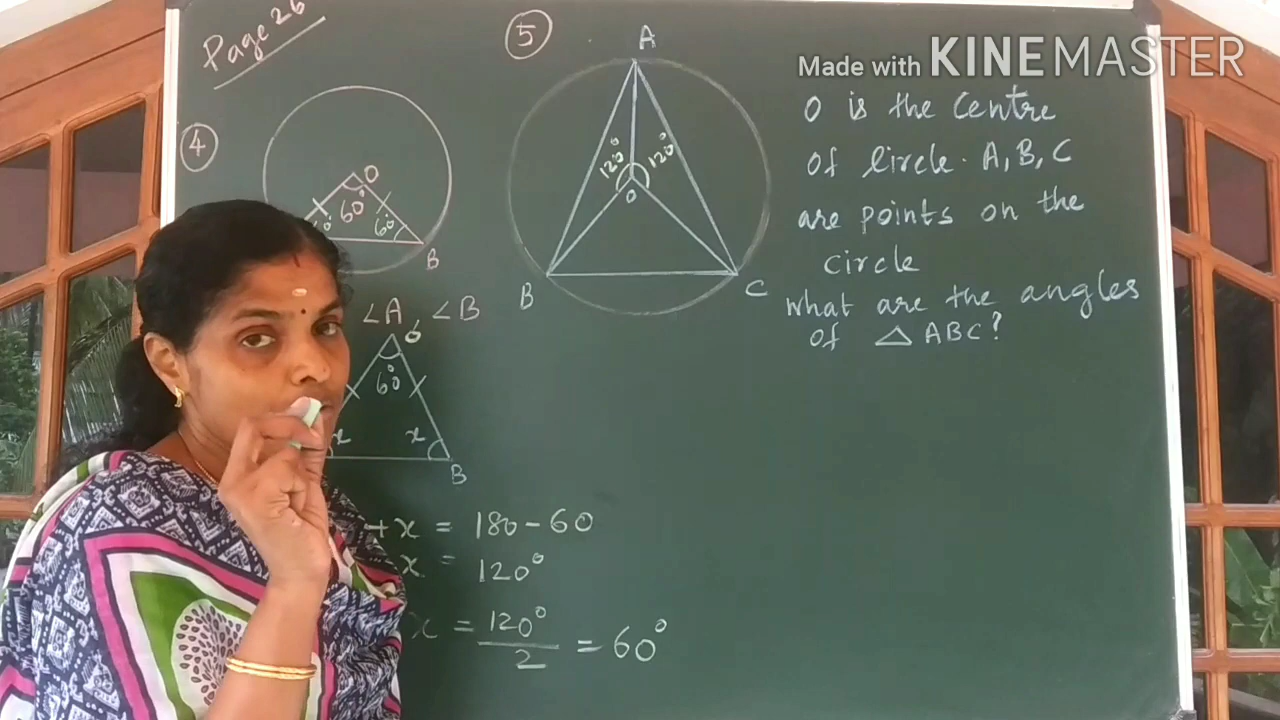 Page 26
4
O
60°
60°
B
∠A, ∠B
O
60°
x
x
B
+ x = 180 - 60
x = 120°
x = 120°
2
= 60°
5
A
120°
120°
O
B
C
Made with KINEMASTER
O is the Centre
of Circle. A, B, C
are points on the
circle
What are the angles
of △ ABC?